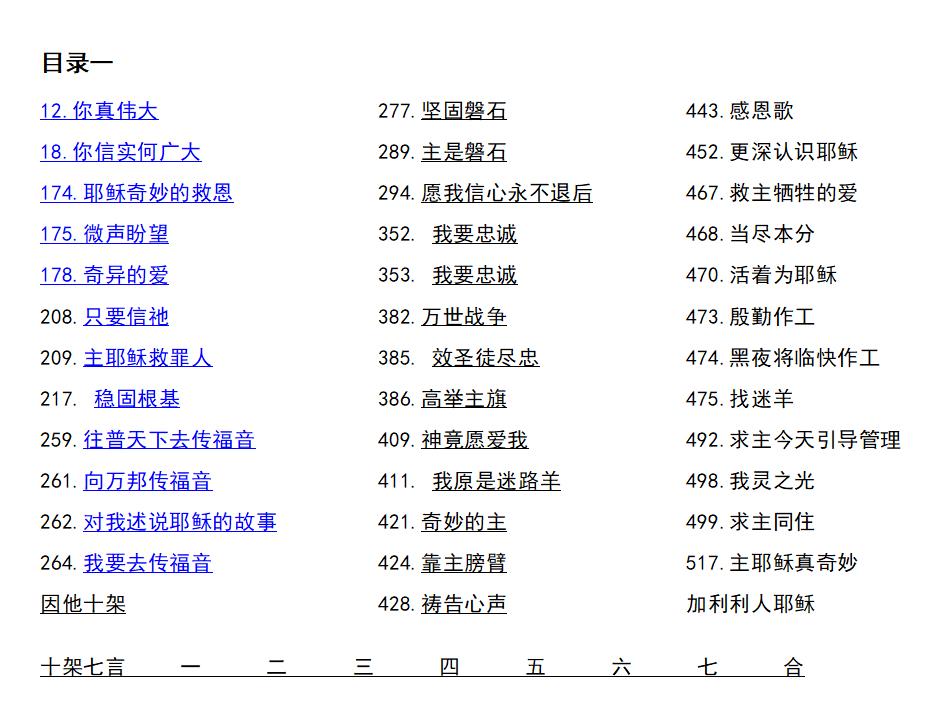 目录一
12.你真伟大
18.你信实何广大
174.耶稣奇妙的救恩
175.微声盼望
178.奇异的爱
208.只要信祂
209.主耶稣救罪人
217. 稳固根基
259.往普天下去传福音
261.向万邦传福音
262.对我述说耶稣的故事
264.我要去传福音
因他十架
277.坚固磐石
289.主是磐石
294.愿我信心永不退后
352. 我要忠诚
353. 我要忠诚
382.万世战争
385. 效圣徒尽忠
386.高举主旗
409.神竟愿爱我
411. 我原是迷路羊
421.奇妙的主
424.靠主膀臂
428.祷告心声
443.感恩歌
452.更深认识耶稣
467.救主牺牲的爱
468.当尽本分
470.活着为耶稣
473.殷勤作工
474.黑夜将临快作工
475.找迷羊
492.求主今天引导管理
498.我灵之光
499.求主同住
517.主耶稣真奇妙
加利利人耶稣
十架七言 一 二 三 四 五 六 七 合